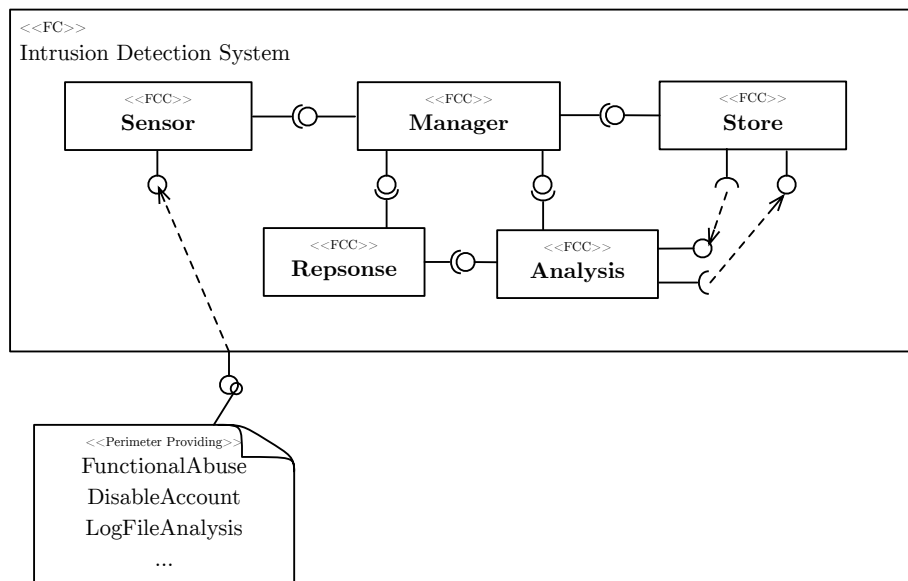 <<FC>>
Intrusion Detection System
<<FCC>>
Sensor
<<FCC>>
Manager
<<FCC>>
Store
<<FCC>>
Repsonse
<<FCC>>
Analysis
<<Perimeter Providing>>
FunctionalAbuse
DisableAccount
LogFileAnalysis
...